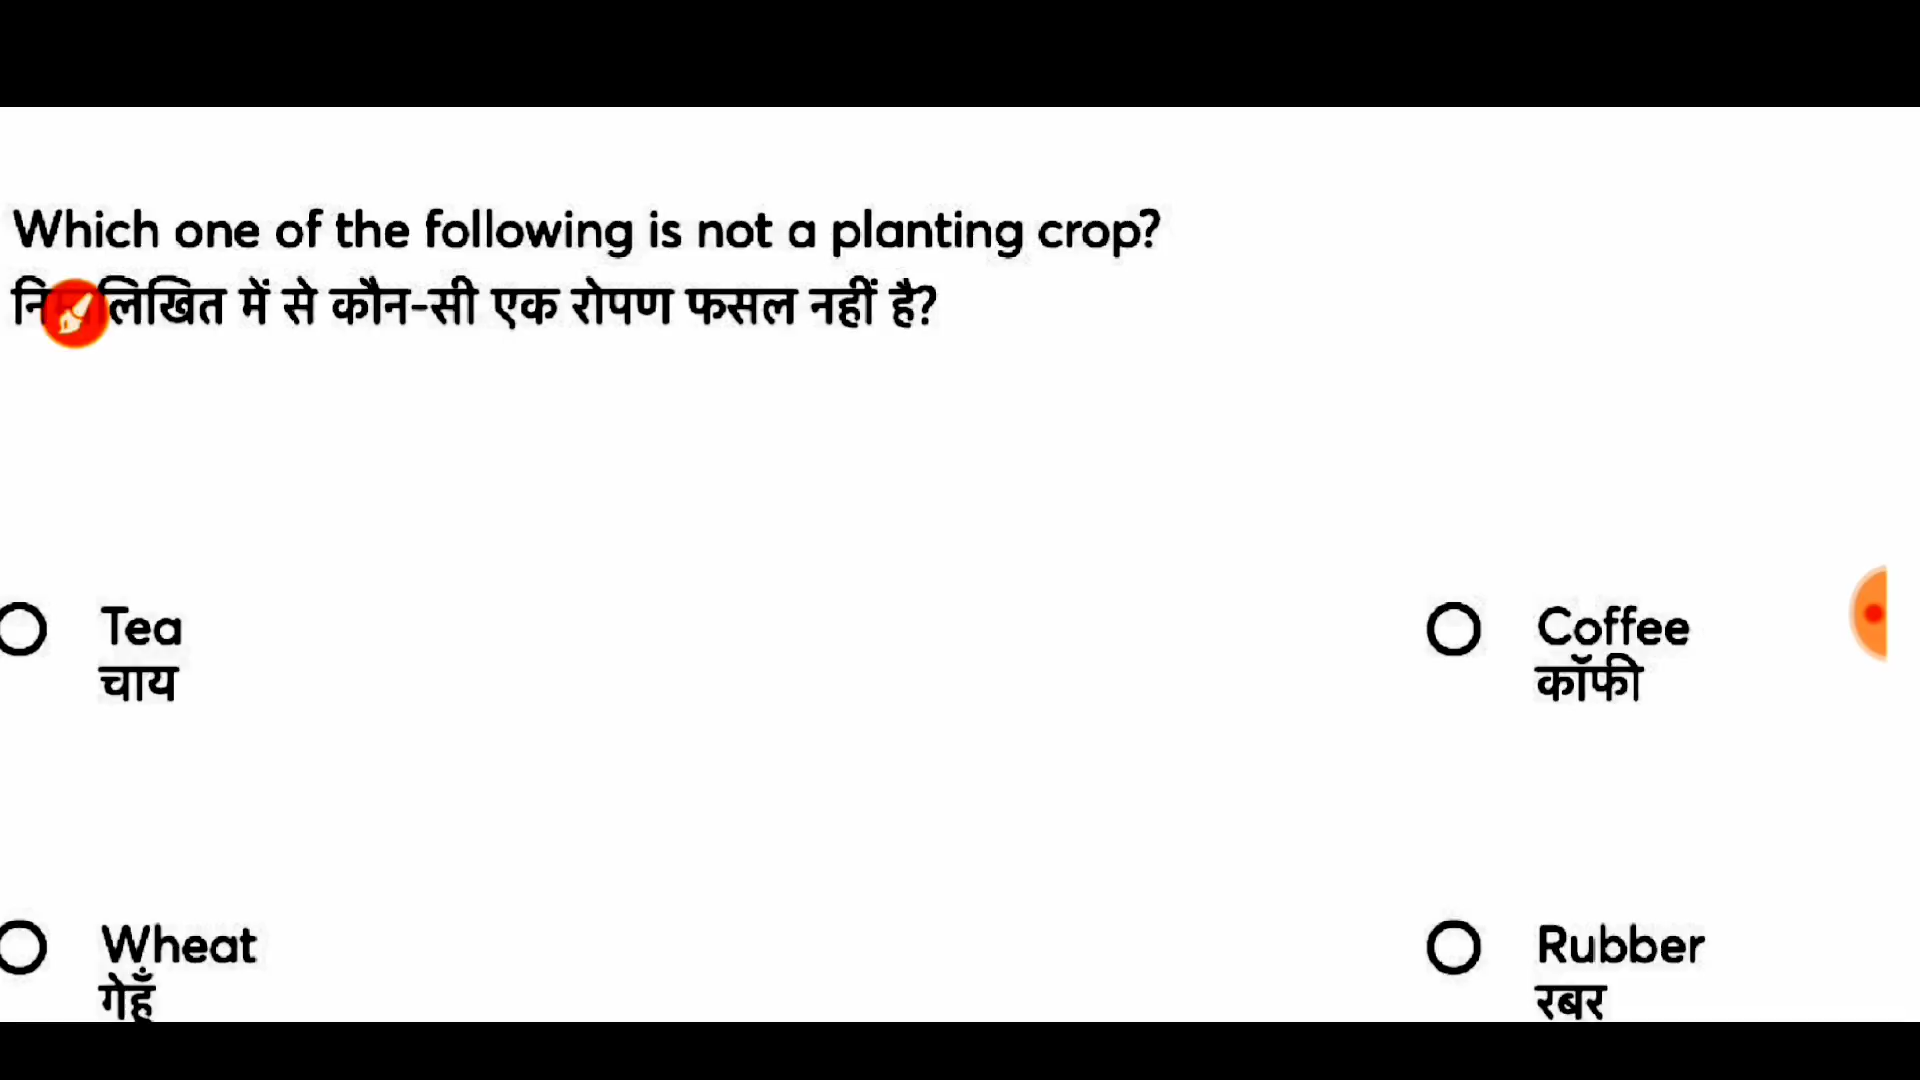 Which one of the following is not a planting crop?
में से कौन-सी एक रोपण फसल नहीं है?
Tea
चाय
Coffee
कॉफी
Wheat
गेहूँ
Rubber
रबर